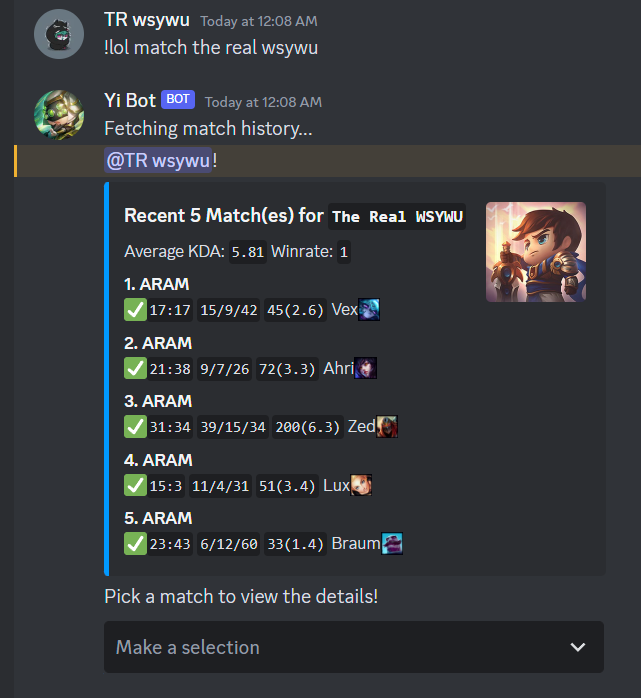 TR wsywu Today at 12:08 AM
!lol match the real wsywu
Yi Bot BOT Today at 12:08 AM
Fetching match history...
@TR wsywu!
Recent 5 Match(es) for The Real WSYWU
Average KDA: 5.81 Winrate: 1
1. ARAM
17:17 15/9/42 45(2.6) Vex
2. ARAM
21:38 9/7/26 72(3.3) Ahri
3. ARAM
31:34 39/15/34 200(6.3) Zed
4. ARAM
15:3 11/4/31 51(3.4) Lux
5. ARAM
23:43 6/12/60 33(1.4) Braum
Pick a match to view the details!
Make a selection